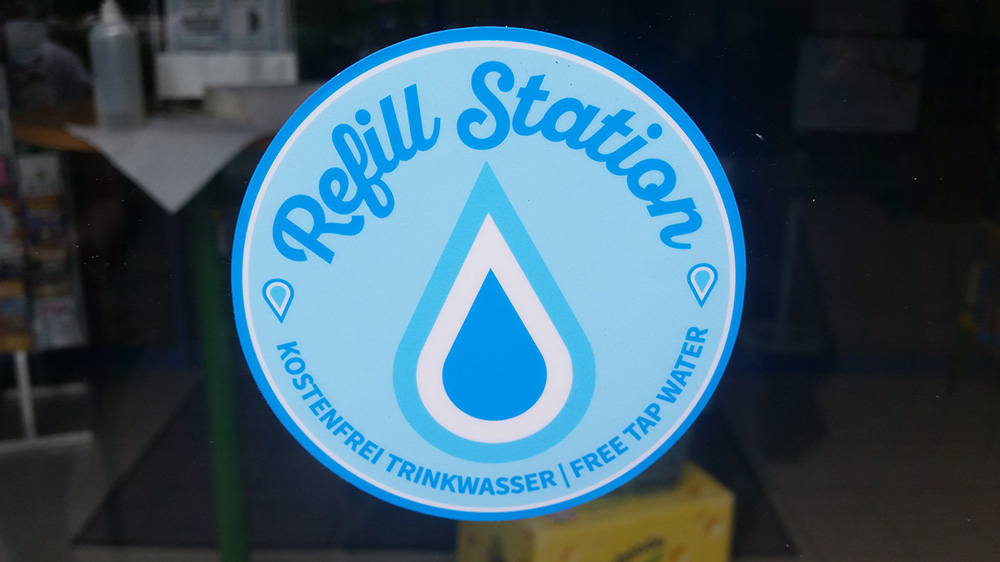 Refill Station
KOSTENFREI TRINKWASSER | FREE TAP WATER